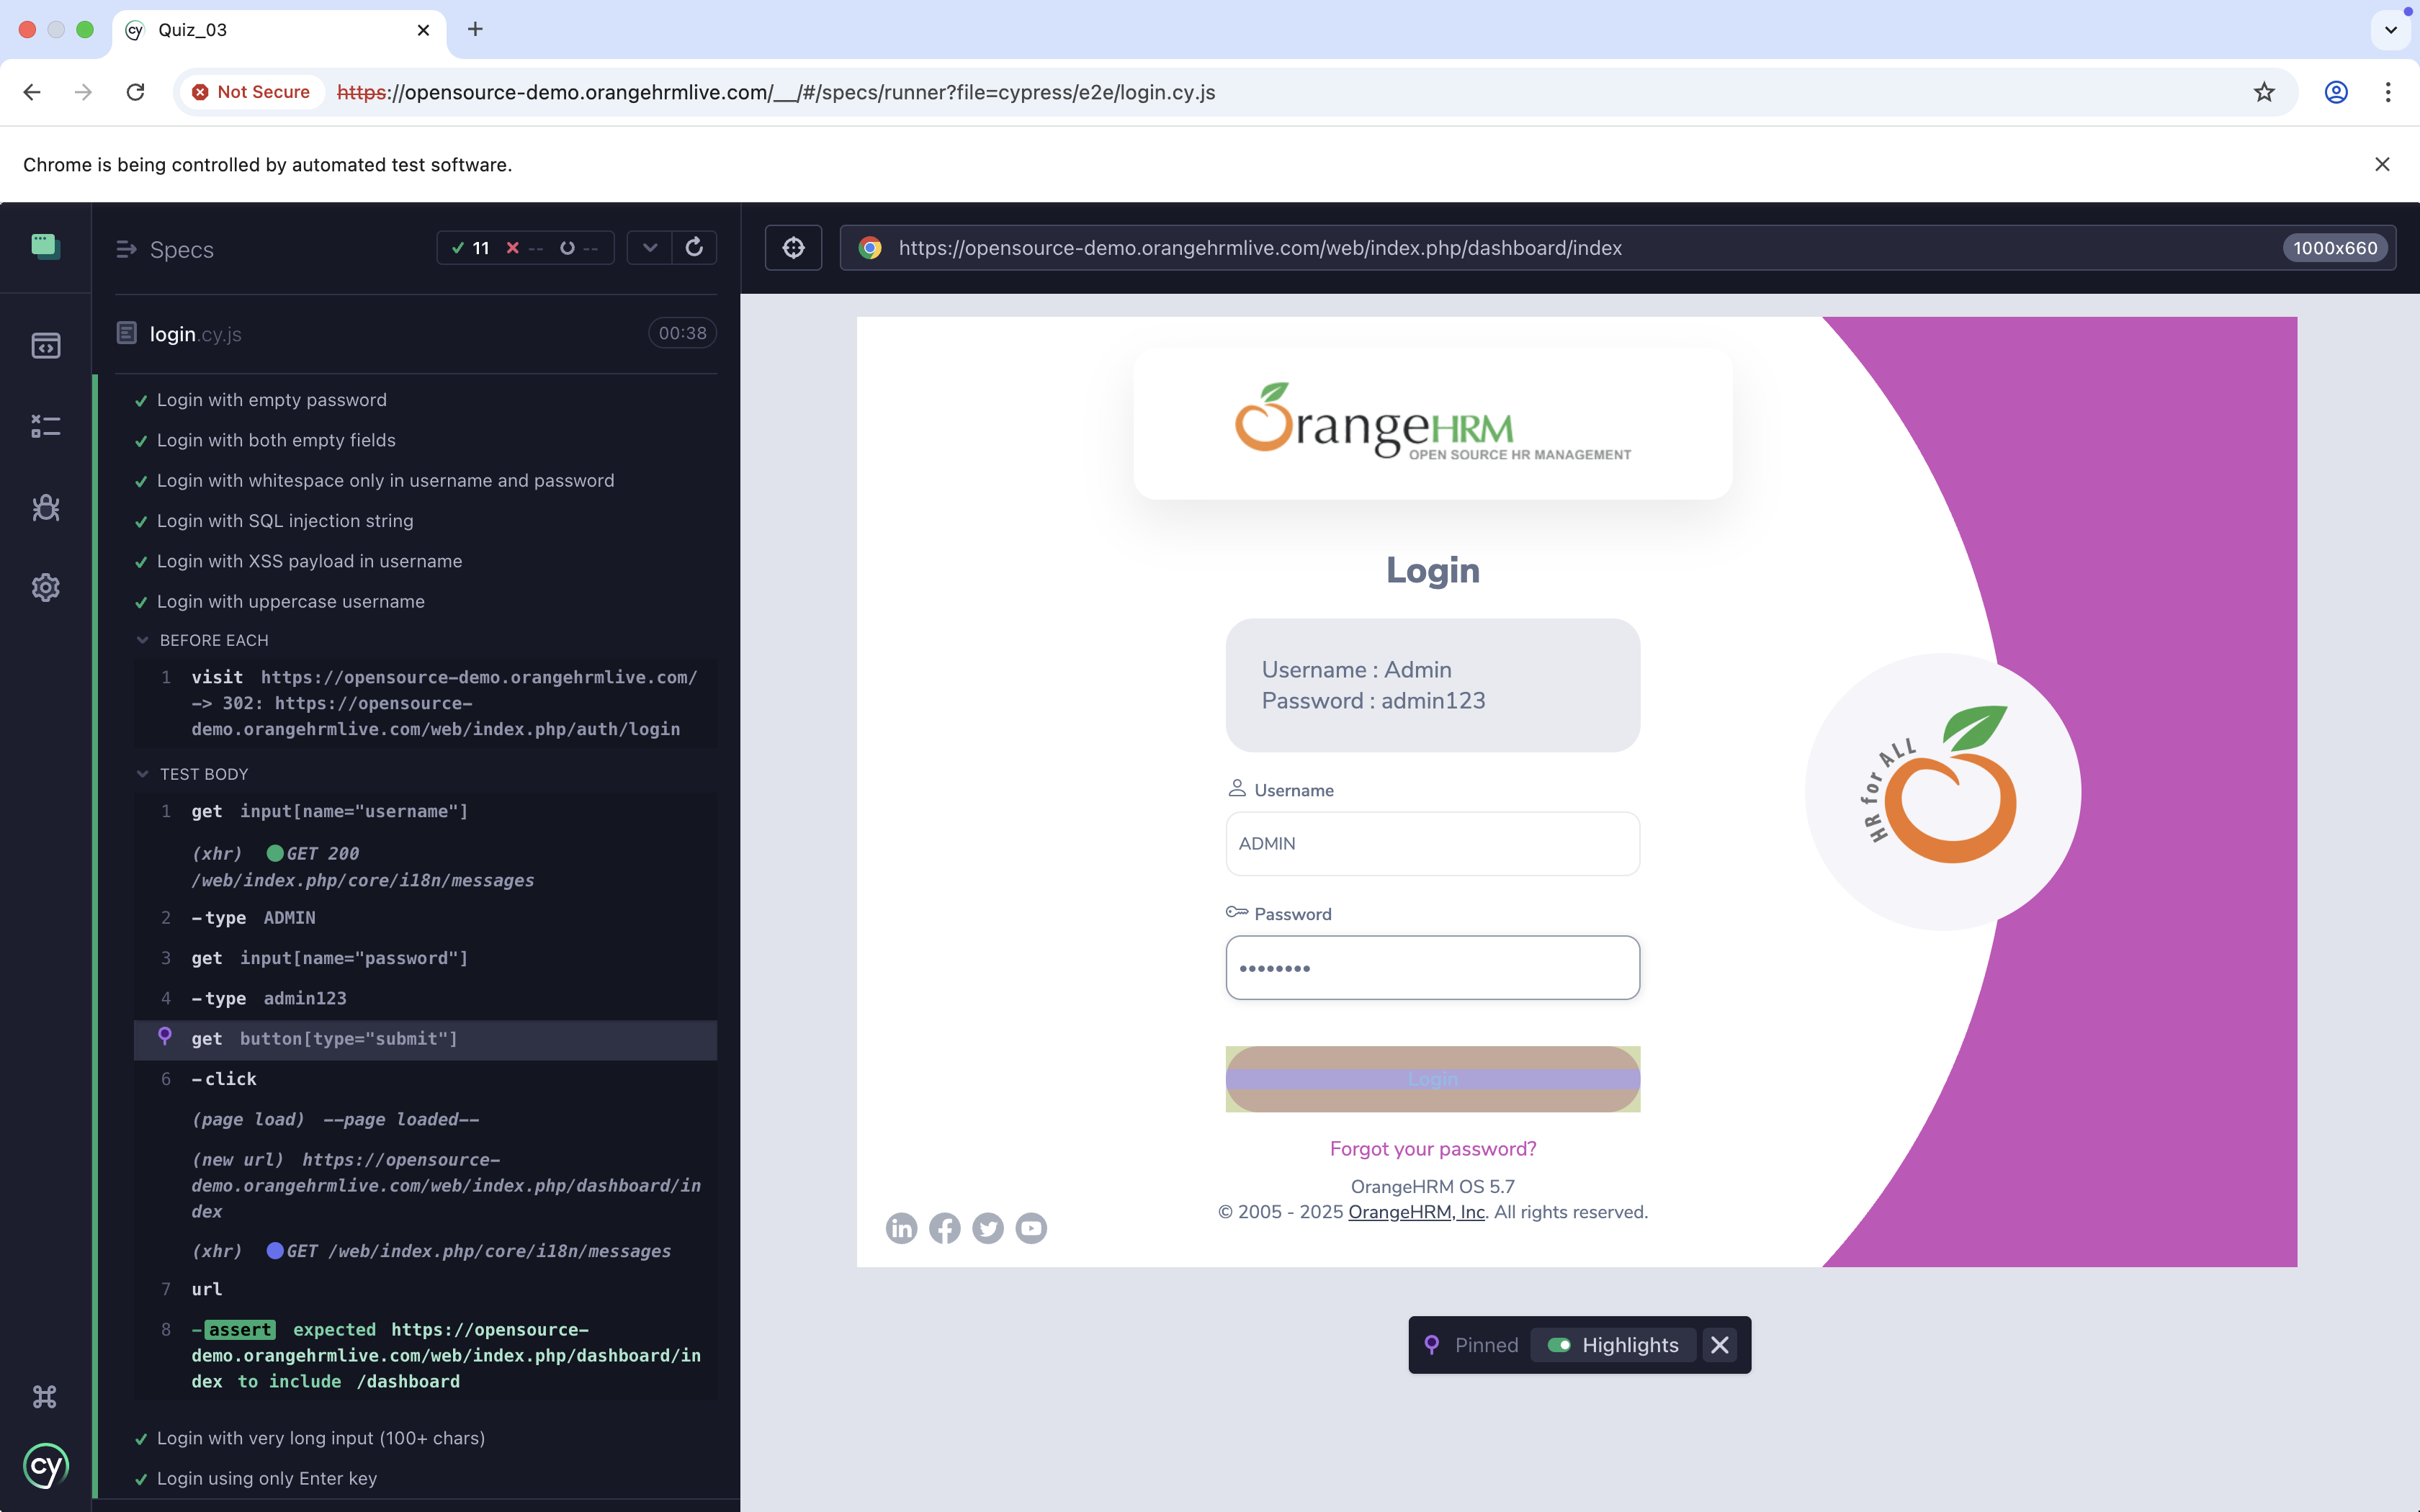 Quiz_03
Not Secure
https://opensource-demo.orangehrmlive.com/__/#/specs/runner?file=cypress/e2e/login.cy.js
Chrome is being controlled by automated test software.
Specs
11
--
--
https://opensource-demo.orangehrmlive.com/web/index.php/dashboard/index
1000x660
login.cy.js
00:38
Login with empty password
Login with both empty fields
Login with whitespace only in username and password
Login with SQL injection string
Login with XSS payload in username
Login with uppercase username
BEFORE EACH
1 visit https://opensource-demo.orangehrmlive.com/
-> 302: https://opensource-
demo.orangehrmlive.com/web/index.php/auth/login
TEST BODY
1 get input[name="username"]
(xhr) GET 200
/web/index.php/core/i18n/messages
2 -type ADMIN
3 get input[name="password"]
4 -type admin123
get button[type="submit"]
6 -click
(page load) --page loaded--
(new url) https://opensource-
demo.orangehrmlive.com/web/index.php/dashboard/in
dex
(xhr) GET /web/index.php/core/i18n/messages
7 url
8 -assert expected https://opensource-
demo.orangehrmlive.com/web/index.php/dashboard/in
dex to include /dashboard
Login with very long input (100+ chars)
Login using only Enter key
cy
OrangeHRM
OPEN SOURCE HR MANAGEMENT
Login
Username : Admin
Password : admin123
Username
ADMIN
Password
Login
Forgot your password?
OrangeHRM OS 5.7
© 2005 - 2025 OrangeHRM, Inc. All rights reserved.
HR for ALL
Pinned
Highlights